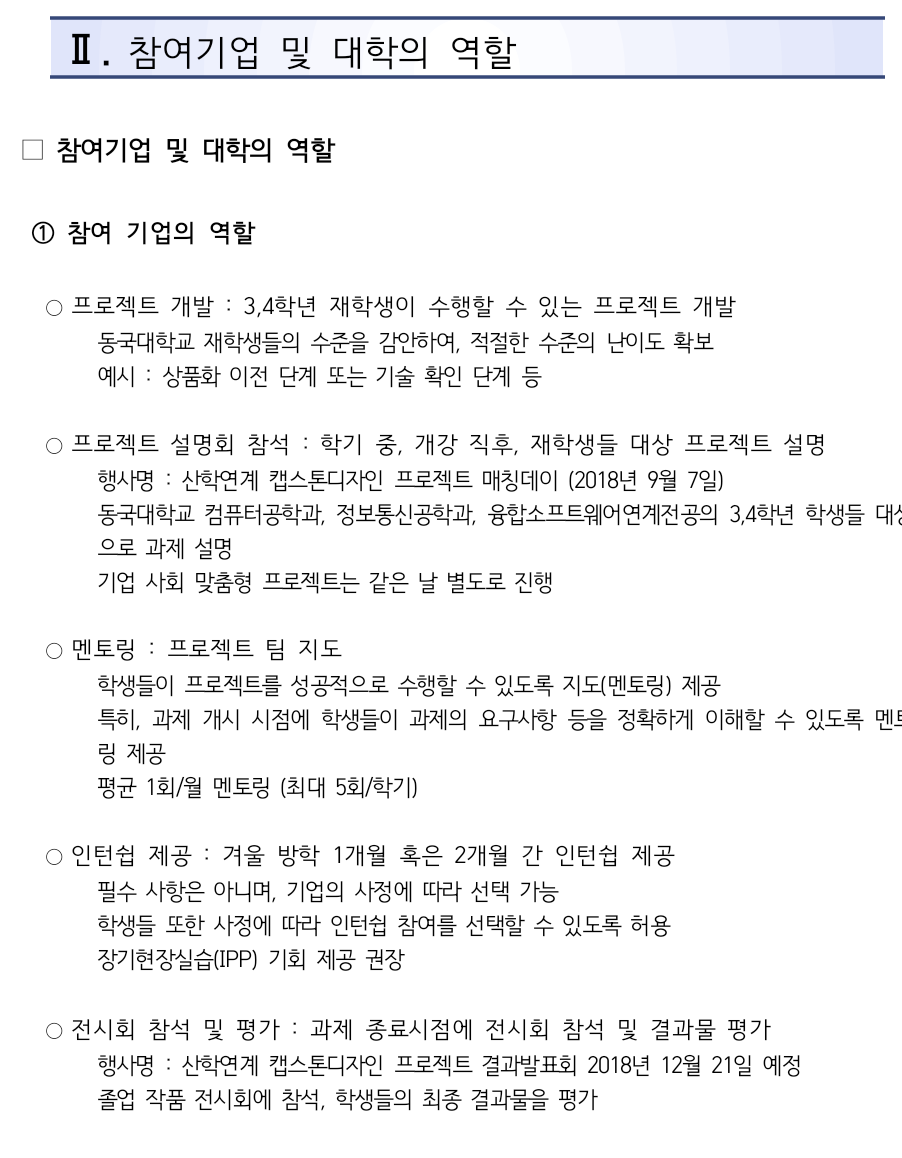 Ⅱ. 참여기업 및 대학의 역할
□ 참여기업 및 대학의 역할
① 참여 기업의 역할
○ 프로젝트 개발 : 3,4학년 재학생이 수행할 수 있는 프로젝트 개발
동국대학교 재학생들의 수준을 감안하여, 적절한 수준의 난이도 확보
예시 : 상품화 이전 단계 또는 기술 확인 단계 등
○ 프로젝트 설명회 참석 : 학기 중, 개강 직후, 재학생들 대상 프로젝트 설명
행사명 : 산학연계 캡스톤디자인 프로젝트 매칭데이 (2018년 9월 7일)
동국대학교 컴퓨터공학과, 정보통신공학과, 융합소프트웨어연계전공의 3,4학년 학생들 대상
으로 과제 설명
기업 사회 맞춤형 프로젝트는 같은 날 별도로 진행
○ 멘토링 : 프로젝트 팀 지도
학생들이 프로젝트를 성공적으로 수행할 수 있도록 지도(멘토링) 제공
특히, 과제 개시 시점에 학생들이 과제의 요구사항 등을 정확하게 이해할 수 있도록 멘토
링 제공
평균 1회/월 멘토링 (최대 5회/학기)
○ 인턴쉽 제공 : 겨울 방학 1개월 혹은 2개월 간 인턴쉽 제공
필수 사항은 아니며, 기업의 사정에 따라 선택 가능
학생들 또한 사정에 따라 인턴쉽 참여를 선택할 수 있도록 허용
장기현장실습(IPP) 기회 제공 권장
○ 전시회 참석 및 평가 : 과제 종료시점에 전시회 참석 및 결과물 평가
행사명 : 산학연계 캡스톤디자인 프로젝트 결과발표회 2018년 12월 21일 예정
졸업 작품 전시회에 참석, 학생들의 최종 결과물을 평가